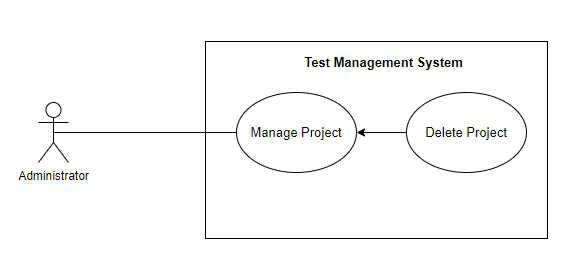 Test Management System
Manage Project
Delete Project
Administrator